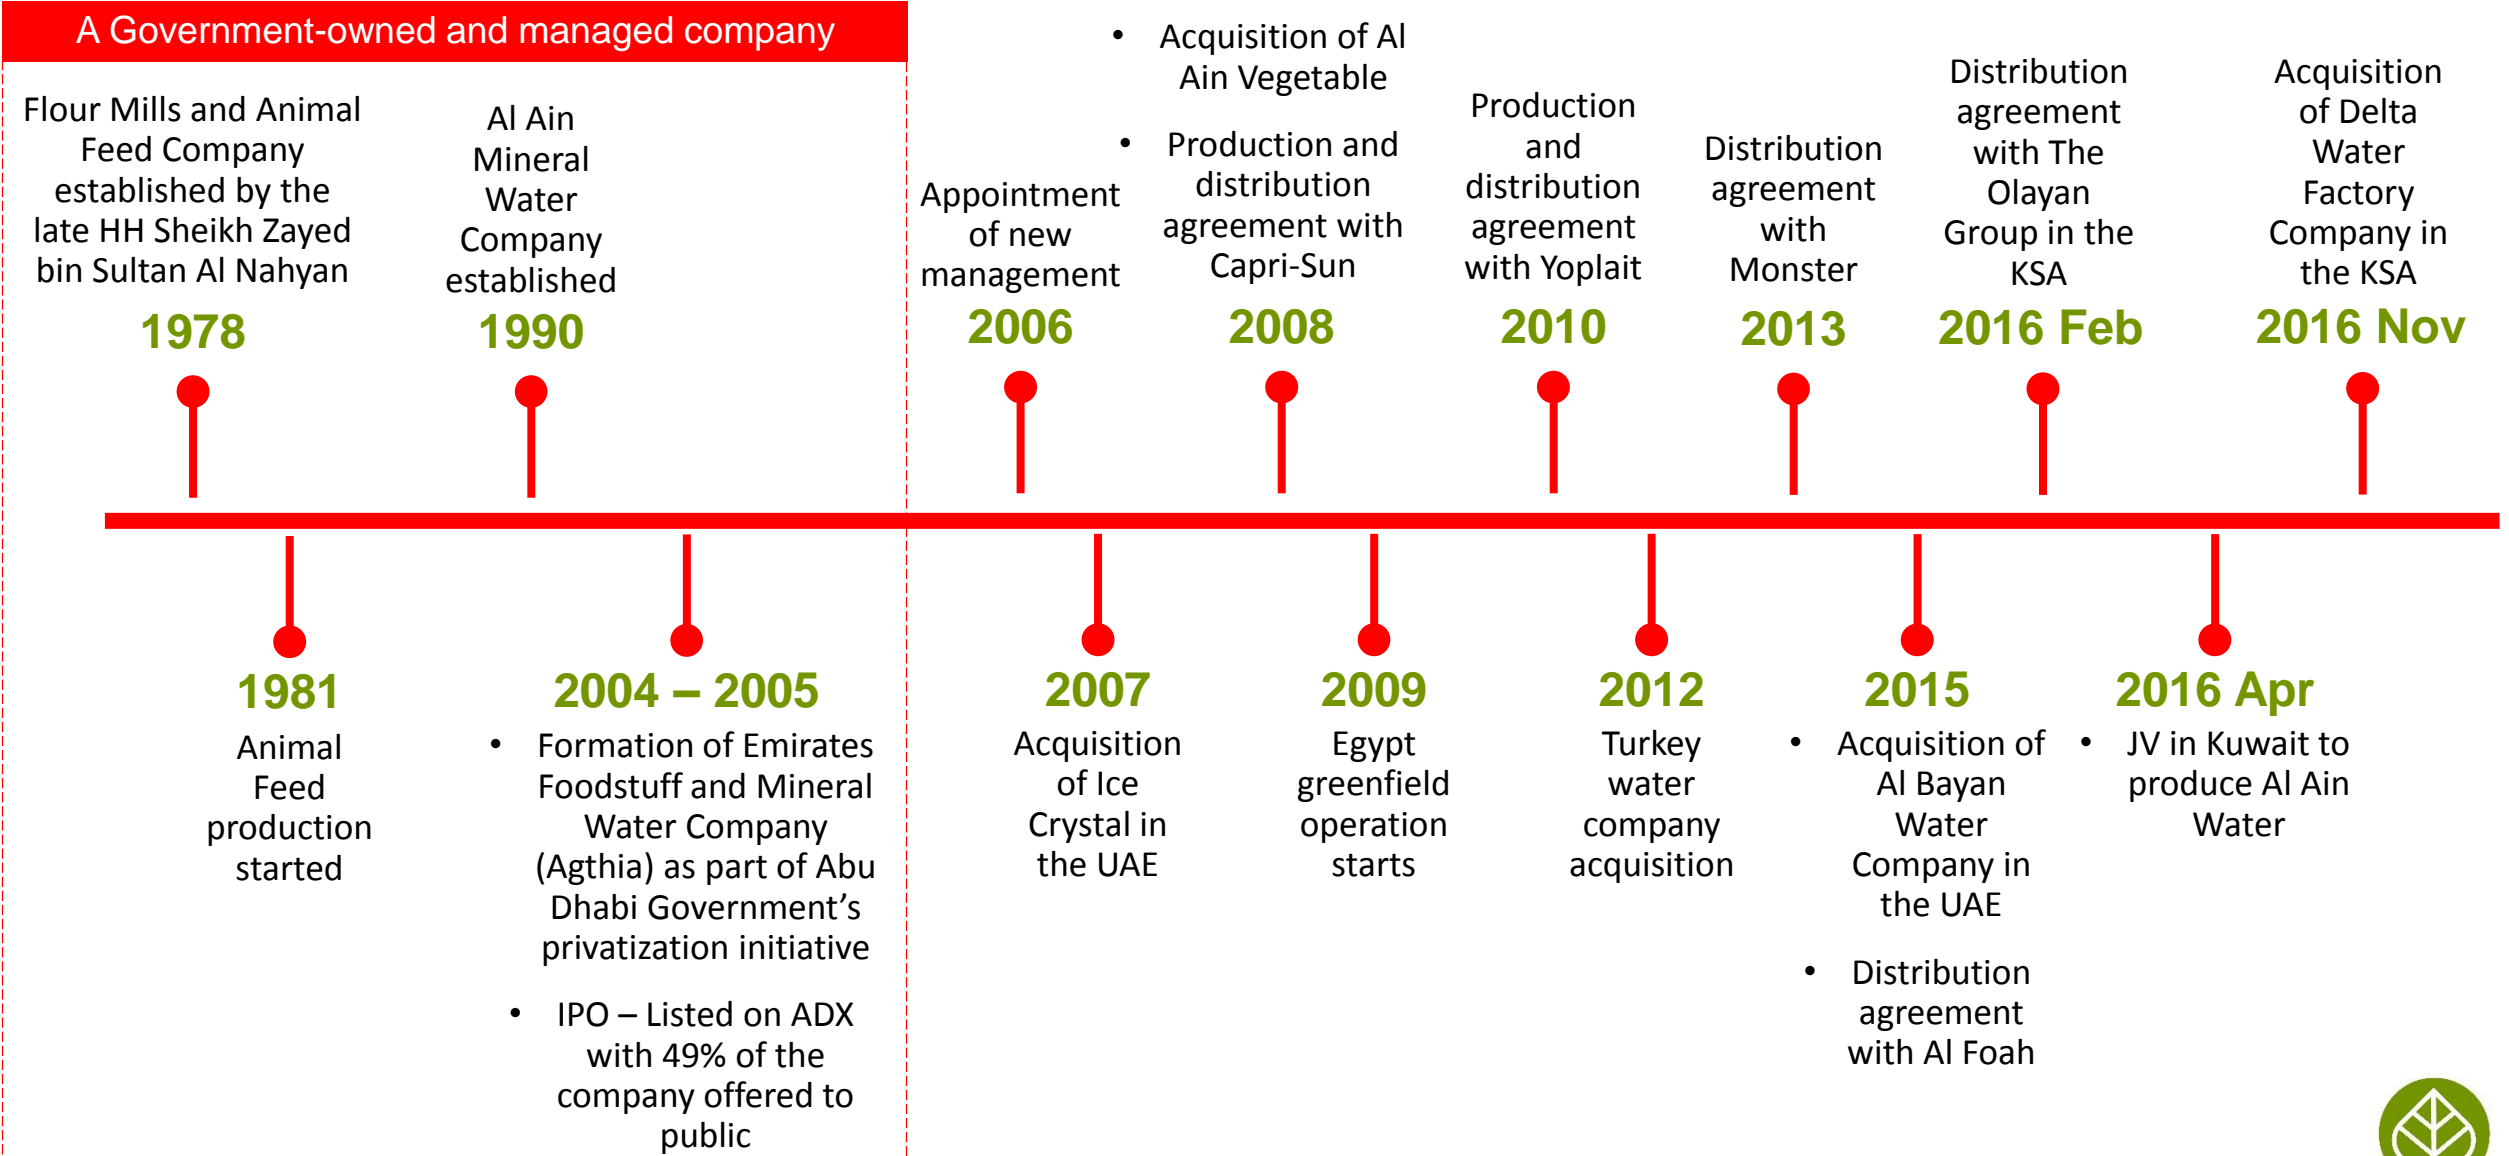 A Government-owned and managed company
Flour Mills and Animal
Feed Company
established by the
late HH Sheikh Zayed
bin Sultan Al Nahyan
1978
Al Ain
Mineral
Water
Company
established
1990
Appointment
of new
management
2006
• Acquisition of Al
Ain Vegetable
• Production and
distribution
agreement with
Capri-Sun
2008
Production
and
distribution
agreement
with Yoplait
2010
Distribution
agreement
with
Monster
2013
Distribution
agreement
with The
Olayan
Group in the
KSA
2016 Feb
Acquisition
of Delta
Water
Factory
Company in
the KSA
2016 Nov
1981
Animal
Feed
production
started
2004 – 2005
• Formation of Emirates
Foodstuff and Mineral
Water Company
(Agthia) as part of Abu
Dhabi Government’s
privatization initiative
• IPO – Listed on ADX
with 49% of the
company offered to
public
2007
Acquisition
of Ice
Crystal in
the UAE
2009
Egypt
greenfield
operation
starts
2012
Turkey
water
company
acquisition
2015
• Acquisition of
Al Bayan
Water
Company in
the UAE
• Distribution
agreement
with Al Foah
2016 Apr
• JV in Kuwait to
produce Al Ain
Water